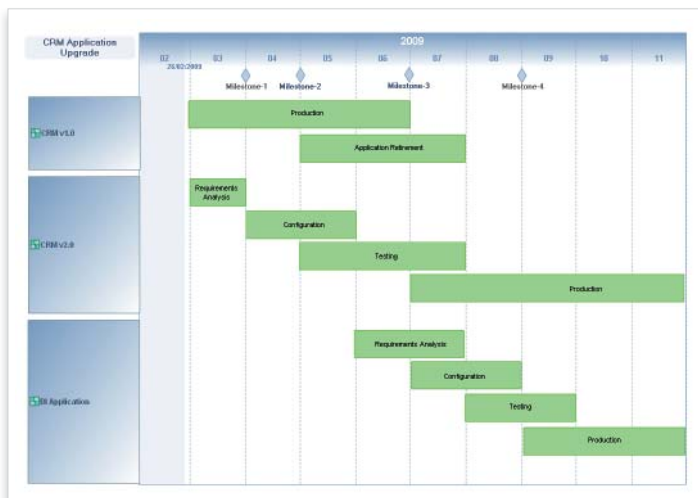 CRM Application
Upgrade
2009
02 03 04 05 06 07 08 09 10 11
26/02/2009
Milestone-1 Milestone-2 Milestone-3 Milestone-4
CRM v1.0
Production
Application Retirement
CRM v2.0
Requirements
Analysis
Configuration
Testing
Production
BI Application
Requirements Analysis
Configuration
Testing
Production